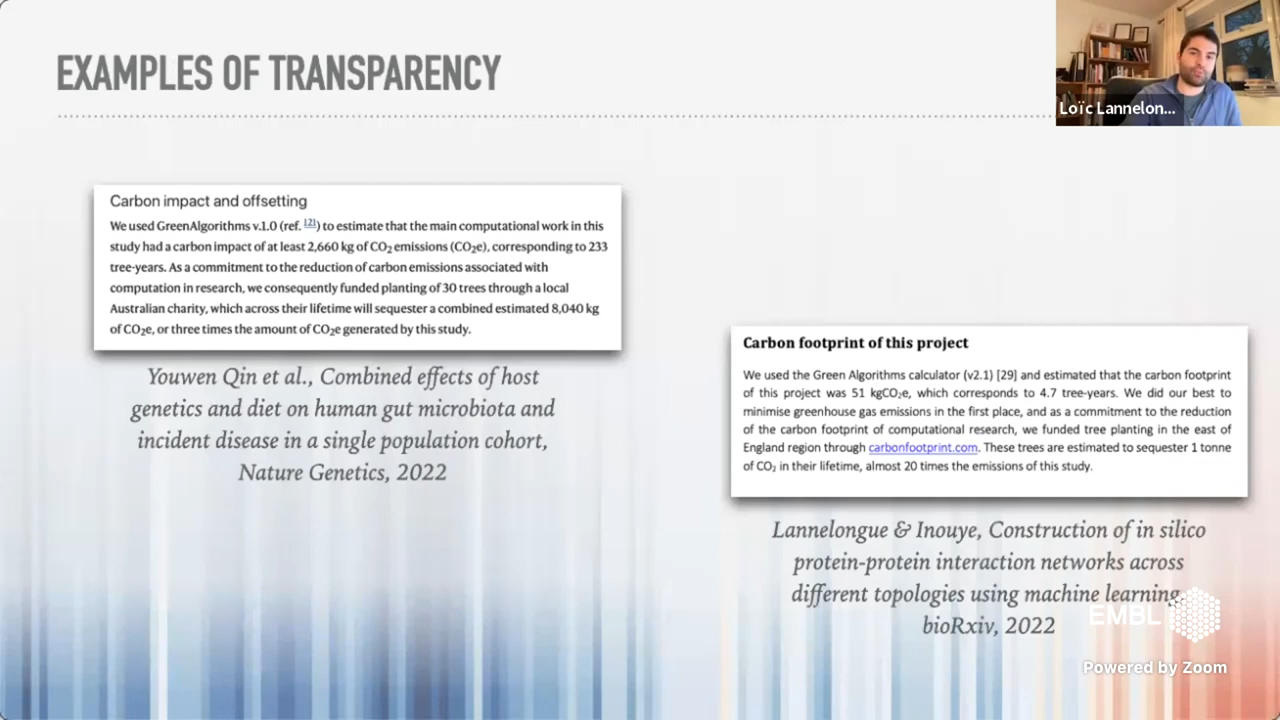 EXAMPLES OF TRANSPARENCY
Loïc Lannelon...
Carbon impact and offsetting
We used GreenAlgorithms v.1.0 (ref. [2]) to estimate that the main computational work in this
study had a carbon impact of at least 2,660 kg of CO2 emissions (CO2e), corresponding to 233
tree-years. As a commitment to the reduction of carbon emissions associated with
computation in research, we consequently funded planting of 30 trees through a local
Australian charity, which across their lifetime will sequester a combined estimated 8,040 kg
of CO2e, or three times the amount of CO2e generated by this study.
Youwen Qin et al., Combined effects of host
genetics and diet on human gut microbiota and
incident disease in a single population cohort,
Nature Genetics, 2022
Carbon footprint of this project
We used the Green Algorithms calculator (v2.1) [29] and estimated that the carbon footprint
of this project was 51 kgCO2e, which corresponds to 4.7 tree-years. We did our best to
minimise greenhouse gas emissions in the first place, and as a commitment to the reduction
of the carbon footprint of computational research, we funded tree planting in the east of
England region through carbonfootprint.com. These trees are estimated to sequester 1 tonne
of CO2 in their lifetime, almost 20 times the emissions of this study.
Lannelongue & Inouye, Construction of in silico
protein-protein interaction networks across
different topologies using machine learning,
bioRxiv, 2022
EMBL
Powered by Zoom